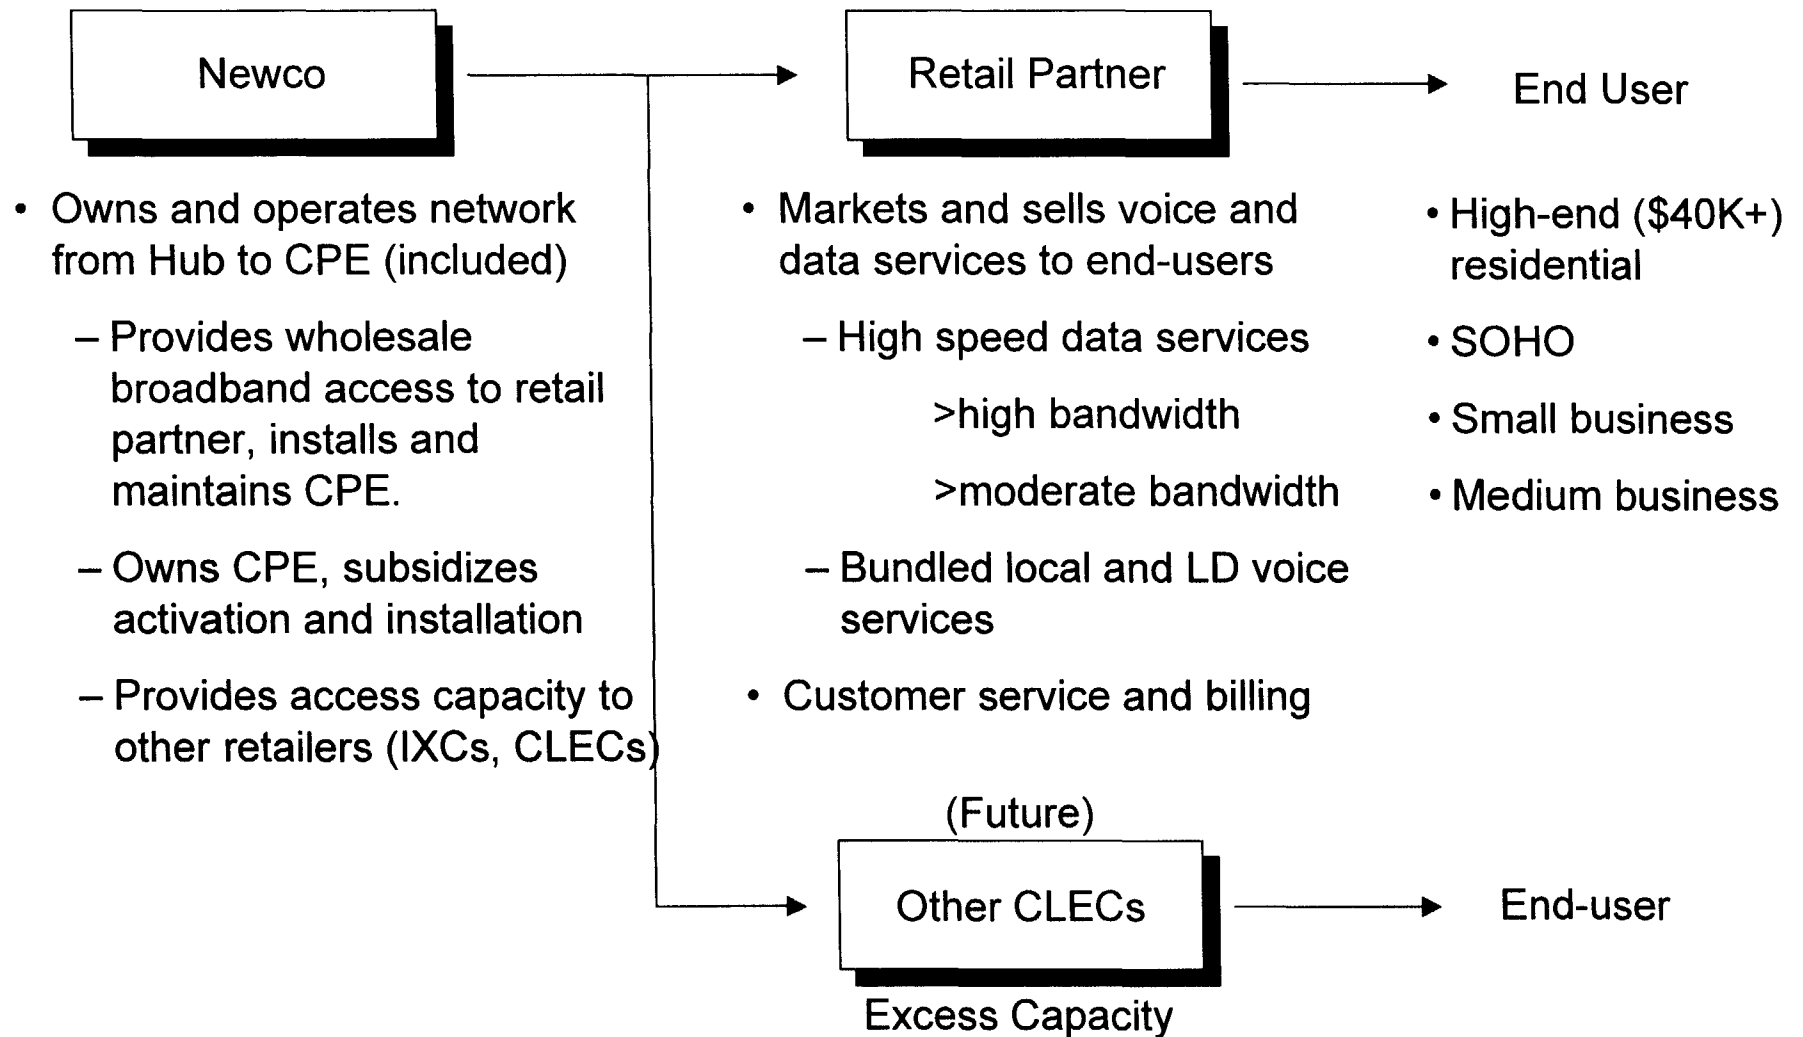 Newco
Retail Partner
End User
• Owns and operates network
from Hub to CPE (included)
– Provides wholesale
broadband access to retail
partner, installs and
maintains CPE.
– Owns CPE, subsidizes
activation and installation
– Provides access capacity to
other retailers (IXCs, CLECs)
• Markets and sells voice and
data services to end-users
– High speed data services
>high bandwidth
>moderate bandwidth
– Bundled local and LD voice
services
• Customer service and billing
• High-end ($40K+)
residential
• SOHO
• Small business
• Medium business
(Future)
Other CLECs
End-user
Excess Capacity